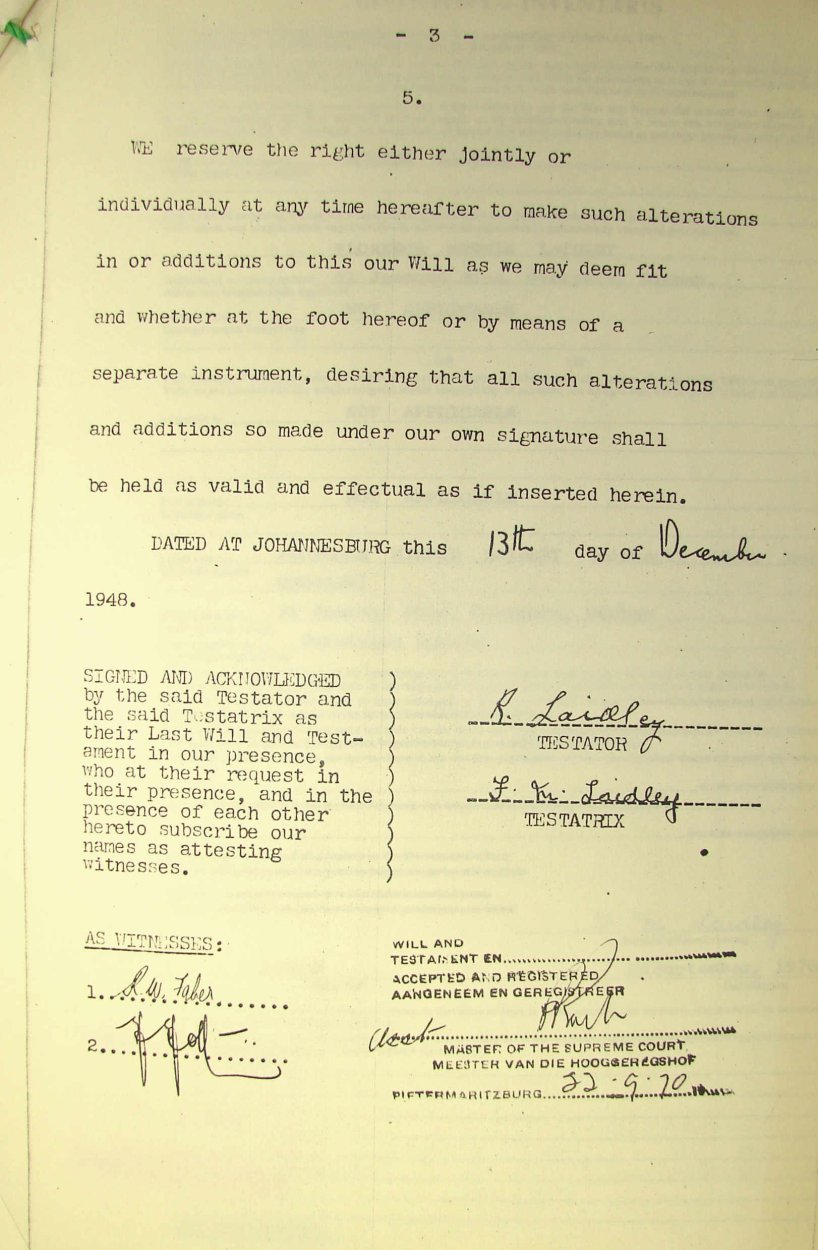 - 3 -
5.
WE reserve the right either jointly or
individually at any time hereafter to make such alterations
in or additions to this our Will as we may deem fit
and whether at the foot hereof or by means of a
separate instrument, desiring that all such alterations
and additions so made under our own signature shall
be held as valid and effectual as if inserted herein.
DATED AT JOHANNESBURG this 13th day of December
1948.
SIGNED AND ACKNOWLEDGED
by the said Testator and
the said Testatrix as
their Last Will and Test-
ament in our presence,
who at their request in
their presence, and in the
presence of each other
hereto subscribe our
names as attesting
witnesses.
R. Laidley
TESTATOR
F. M. Laidley
TESTATRIX
AS WITNESSES:
1. R. W. Faber
2.
WILL AND
TESTAMENT EN
ACCEPTED AND REGISTERED
AANGENEEM EN GEREGISTREER
Asst
MASTER OF THE SUPREME COURT
MEESTER VAN DIE HOOGGEREGSHOF
PIETERMARITZBURG 22-9-70